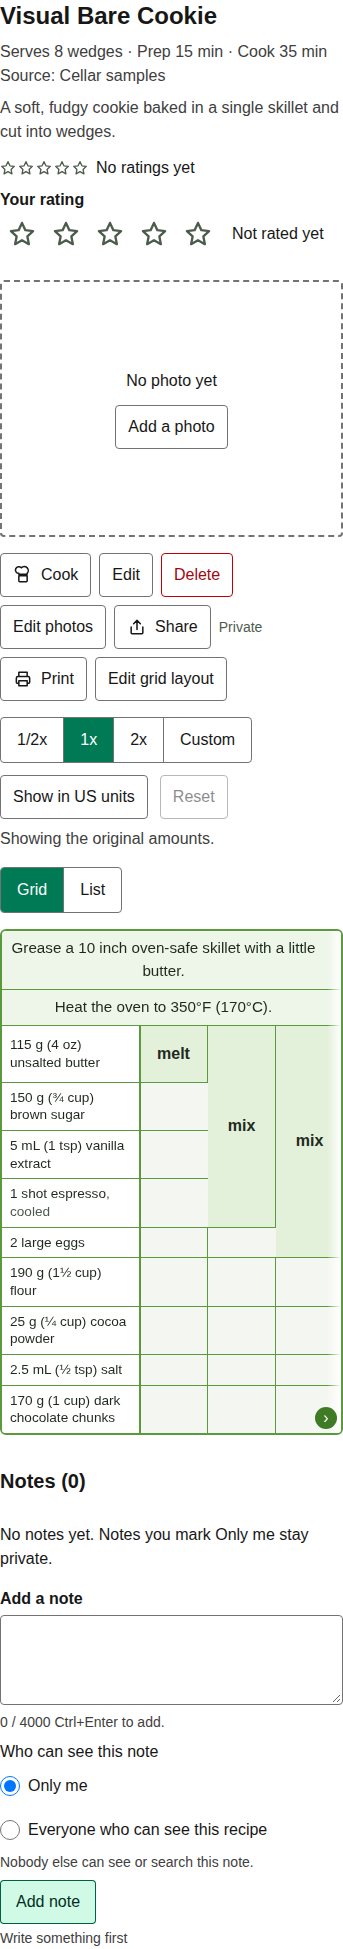 Visual Bare Cookie
Serves 8 wedges · Prep 15 min · Cook 35 min
Source: Cellar samples
A soft, fudgy cookie baked in a single skillet and
cut into wedges.
No ratings yet
Your rating
Not rated yet
No photo yet
Add a photo
Cook Edit Delete
Edit photos Share Private
Print Edit grid layout
1/2x 1x 2x Custom
Show in US units Reset
Showing the original amounts.
Grid List
Grease a 10 inch oven-safe skillet with a little
butter.
Heat the oven to 350°F (170°C).
115 g (4 oz)
unsalted butter
melt
150 g (¾ cup)
brown sugar
mix
mix
5 mL (1 tsp) vanilla
extract
1 shot espresso,
cooled
2 large eggs
190 g (1½ cup)
flour
25 g (¼ cup) cocoa
powder
2.5 mL (½ tsp) salt
170 g (1 cup) dark
chocolate chunks
Notes (0)
No notes yet. Notes you mark Only me stay
private.
Add a note
0 / 4000 Ctrl+Enter to add.
Who can see this note
Only me
Everyone who can see this recipe
Nobody else can see or search this note.
Add note
Write something first